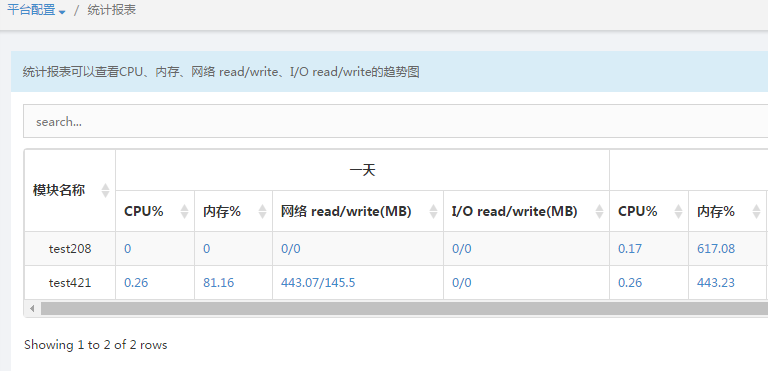 平台配置 / 统计报表
统计报表可以查看CPU、内存、网络 read/write、I/O read/write的趋势图
search...
模块名称 一天
CPU% 内存% 网络 read/write(MB) I/O read/write(MB) CPU% 内存%
test208 0 0 0/0 0/0 0.17 617.08
test421 0.26 81.16 443.07/145.5 0/0 0.26 443.23
Showing 1 to 2 of 2 rows